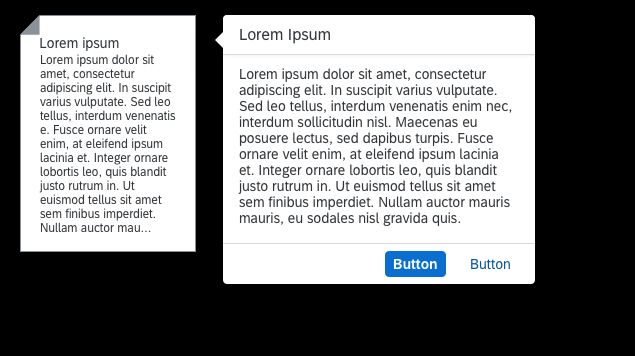 Lorem ipsum
Lorem ipsum dolor sit
amet, consectetur
adipiscing elit. In suscipit
varius vulputate. Sed leo
tellus, interdum venenatis
e. Fusce ornare velit
enim, at eleifend ipsum
lacinia et. Integer ornare
lobortis leo, quis blandit
justo rutrum in. Ut
euismod tellus sit amet
sem finibus imperdiet.
Nullam auctor mau...
Lorem Ipsum
Lorem ipsum dolor sit amet, consectetur
adipiscing elit. In suscipit varius vulputate.
Sed leo tellus, interdum venenatis enim nec,
interdum sollicitudin nisl. Maecenas eu
posuere lectus, sed dapibus turpis. Fusce
ornare velit enim, at eleifend ipsum lacinia
et. Integer ornare lobortis leo, quis blandit
justo rutrum in. Ut euismod tellus sit amet
sem finibus imperdiet. Nullam auctor mauris
mauris, eu sodales nisl gravida quis.
Button Button